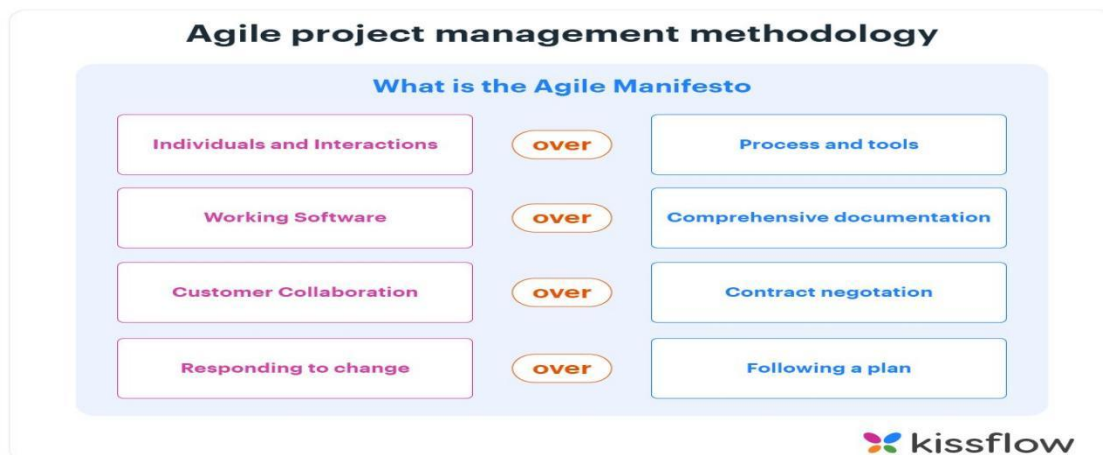 Agile project management methodology
What is the Agile Manifesto
Individuals and Interactions over Process and tools
Working Software over Comprehensive documentation
Customer Collaboration over Contract negotation
Responding to change over Following a plan
kissflow